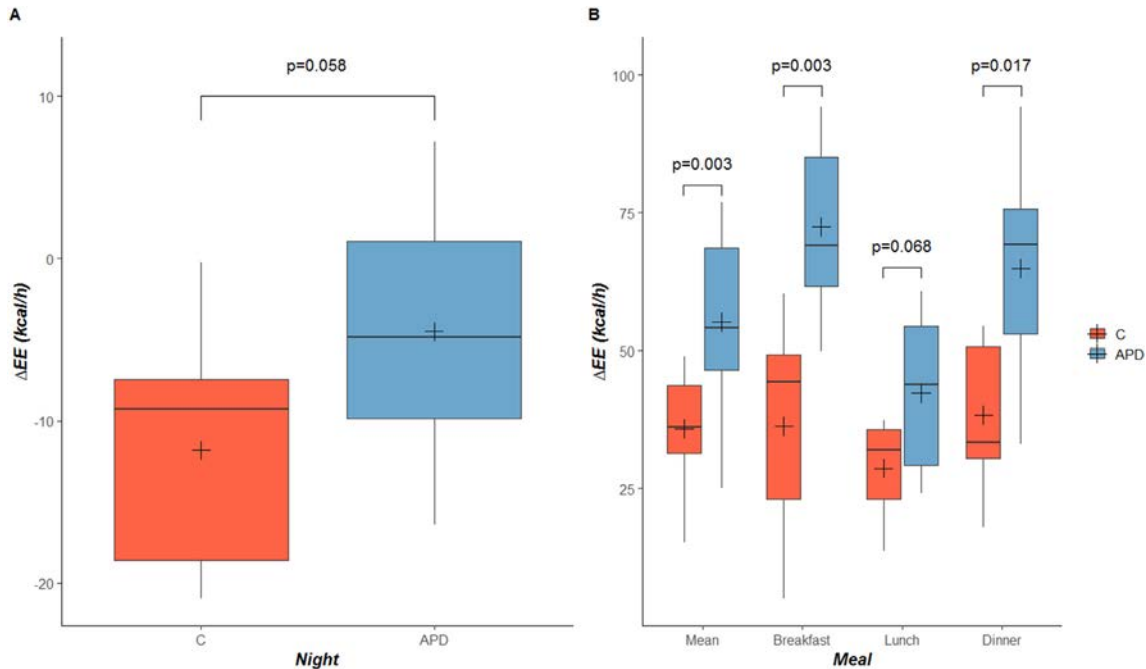 A
p=0.058
10
0
-10
-20
ΔEE (kcal/h)
C
APD
Night
B
p=0.003
p=0.017
p=0.003
p=0.068
100
75
50
25
ΔEE (kcal/h)
Mean
Breakfast
Lunch
Dinner
Meal
C
APD